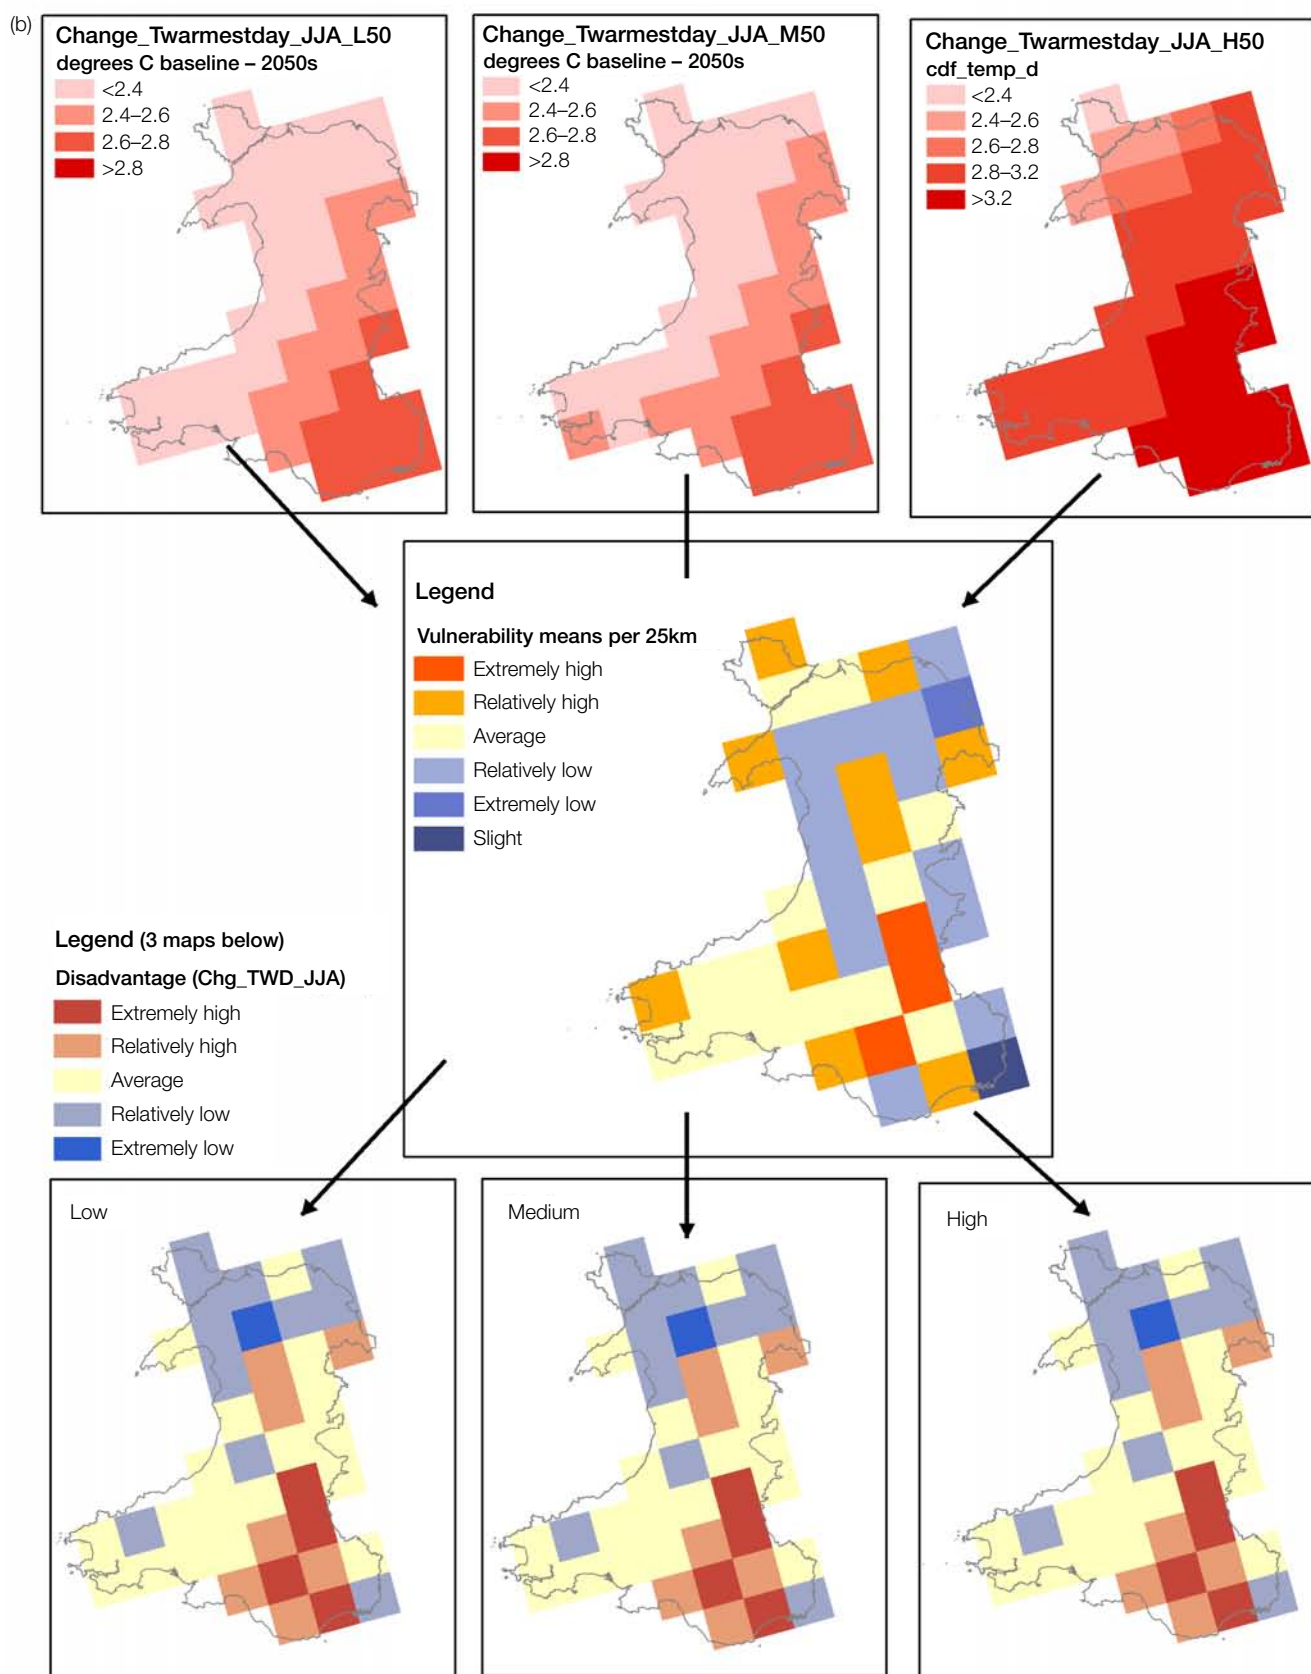 (b)
Change_Twarmestday_JJA_L50
degrees C baseline – 2050s
<2.4
2.4–2.6
2.6–2.8
>2.8
Change_Twarmestday_JJA_M50
degrees C baseline – 2050s
<2.4
2.4–2.6
2.6–2.8
>2.8
Change_Twarmestday_JJA_H50
cdf_temp_d
<2.4
2.4–2.6
2.6–2.8
2.8–3.2
>3.2
Legend
Vulnerability means per 25km
Extremely high
Relatively high
Average
Relatively low
Extremely low
Slight
Legend (3 maps below)
Disadvantage (Chg_TWD_JJA)
Extremely high
Relatively high
Average
Relatively low
Extremely low
Low
Medium
High